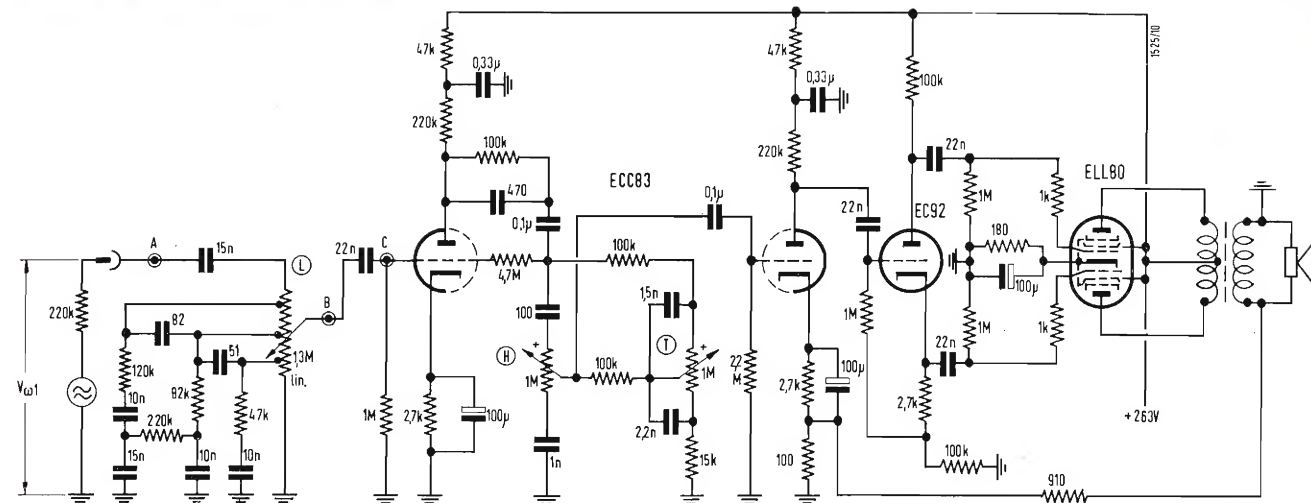 47k
0,33µ
220k
100k
470
0,1µ
ECC83
47k
0,33µ
220k
0,1µ
100k
22n
22n
EC92
1M
1k
180
100µ
1M
1k
22n
ELL80
1525/10
+263V
A
15n
L
B
22n
C
220k
Vω1
82
51
1,3M
lin.
120k
10n
82k
47k
220k
15n
10n
10n
4,7M
100k
100
1,5n
H
+
1M
100k
T
+
1M
2,2n
15k
1n
1M
2,7k
100µ
2,2
M
2,7k
100µ
100
1M
2,7k
100k
910